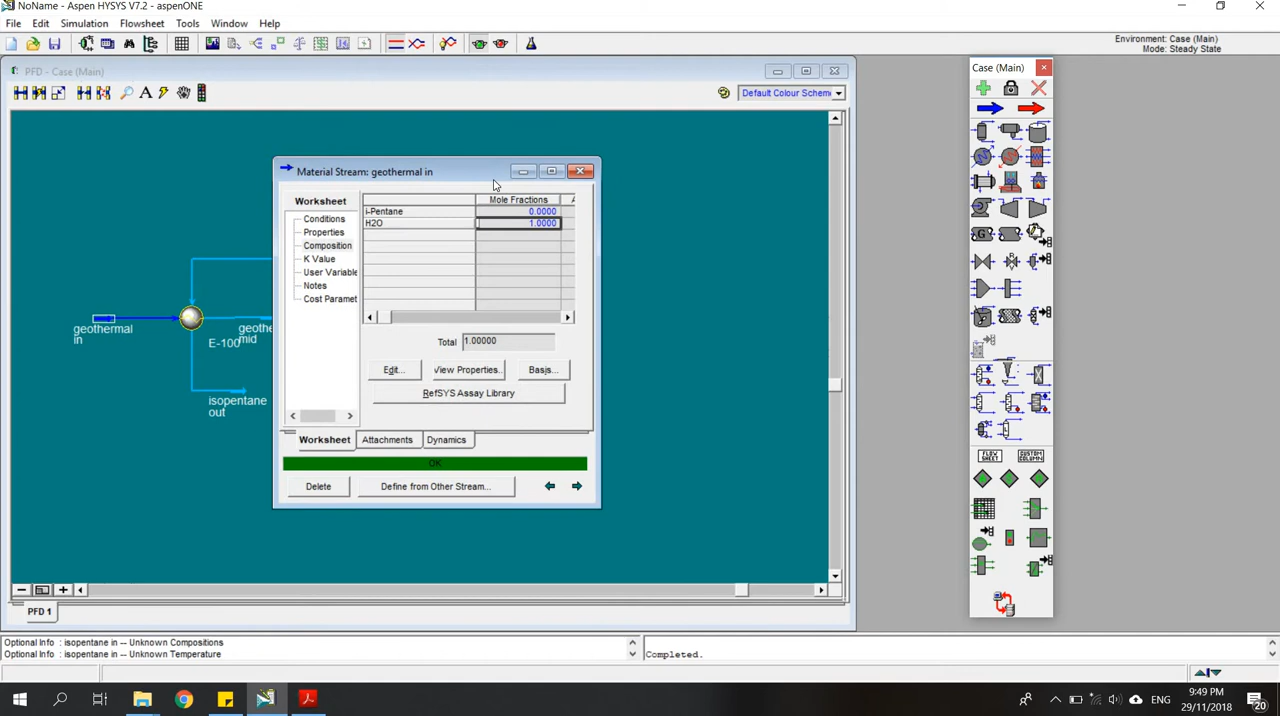 NoName - Aspen HYSYS V7.2 - aspenONE
File Edit Simulation Flowsheet Tools Window Help
Environment: Case (Main)
Mode: Steady State
PFD - Case (Main)
Default Colour Scheme
Case (Main)
Material Stream: geothermal in
Worksheet
Conditions
Properties
Composition
K Value
User Variable
Notes
Cost Paramet
Mole Fractions
i-Pentane 0.0000
H2O 1.0000
Total 1.00000
Edit... View Properties.. Basis...
RefSYS Assay Library
Worksheet Attachments Dynamics
OK
Delete Define from Other Stream...
geothermal
in
E-100
geothe
mid
isopentane
out
PFD 1
Optional Info : isopentane in -- Unknown Compositions
Optional Info : isopentane in -- Unknown Temperature
Completed.
ENG
9:49 PM
29/11/2018
20